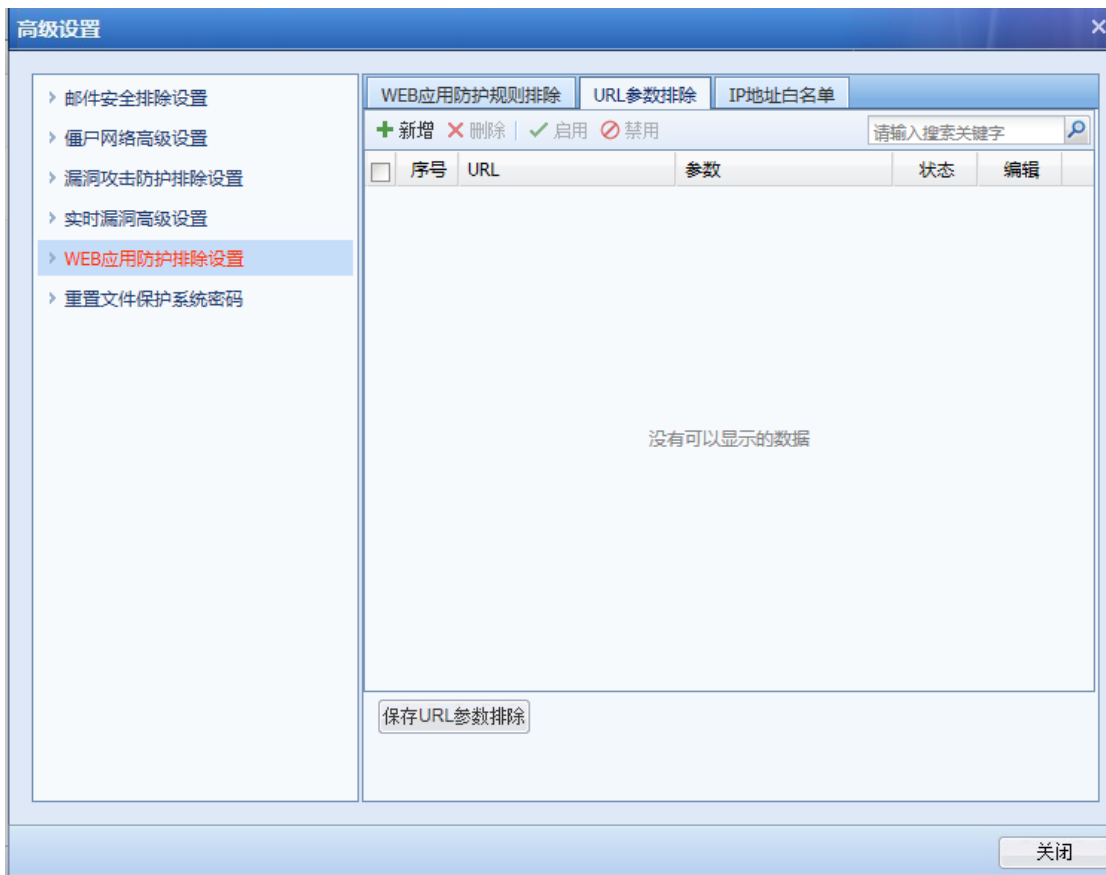 高级设置
邮件安全排除设置
僵尸网络高级设置
漏洞攻击防护排除设置
实时漏洞高级设置
WEB应用防护排除设置
重置文件保护系统密码
WEB应用防护规则排除 URL参数排除 IP地址白名单
新增 删除 启用 禁用 请输入搜索关键字
序号 URL 参数 状态 编辑
没有可以显示的数据
保存URL参数排除
关闭